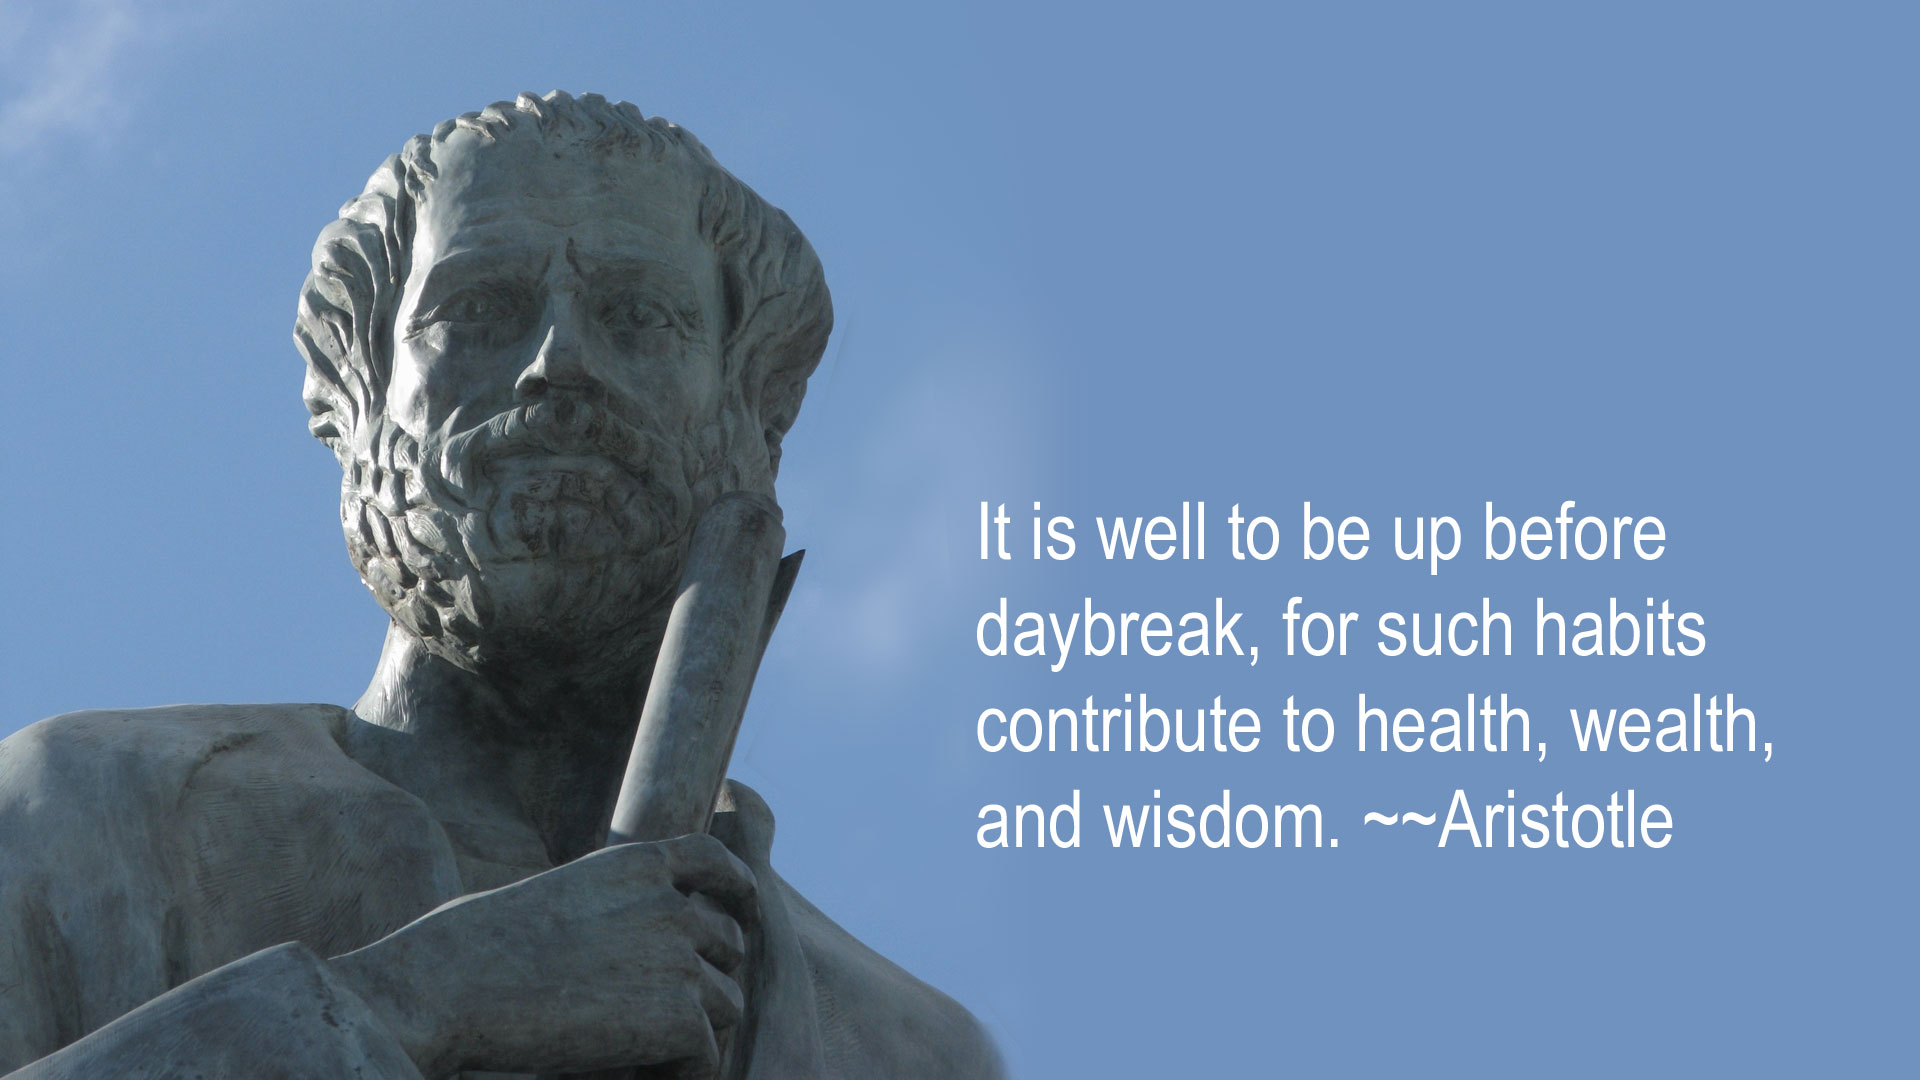 It is well to be up before
daybreak, for such habits
contribute to health, wealth,
and wisdom. ~~Aristotle